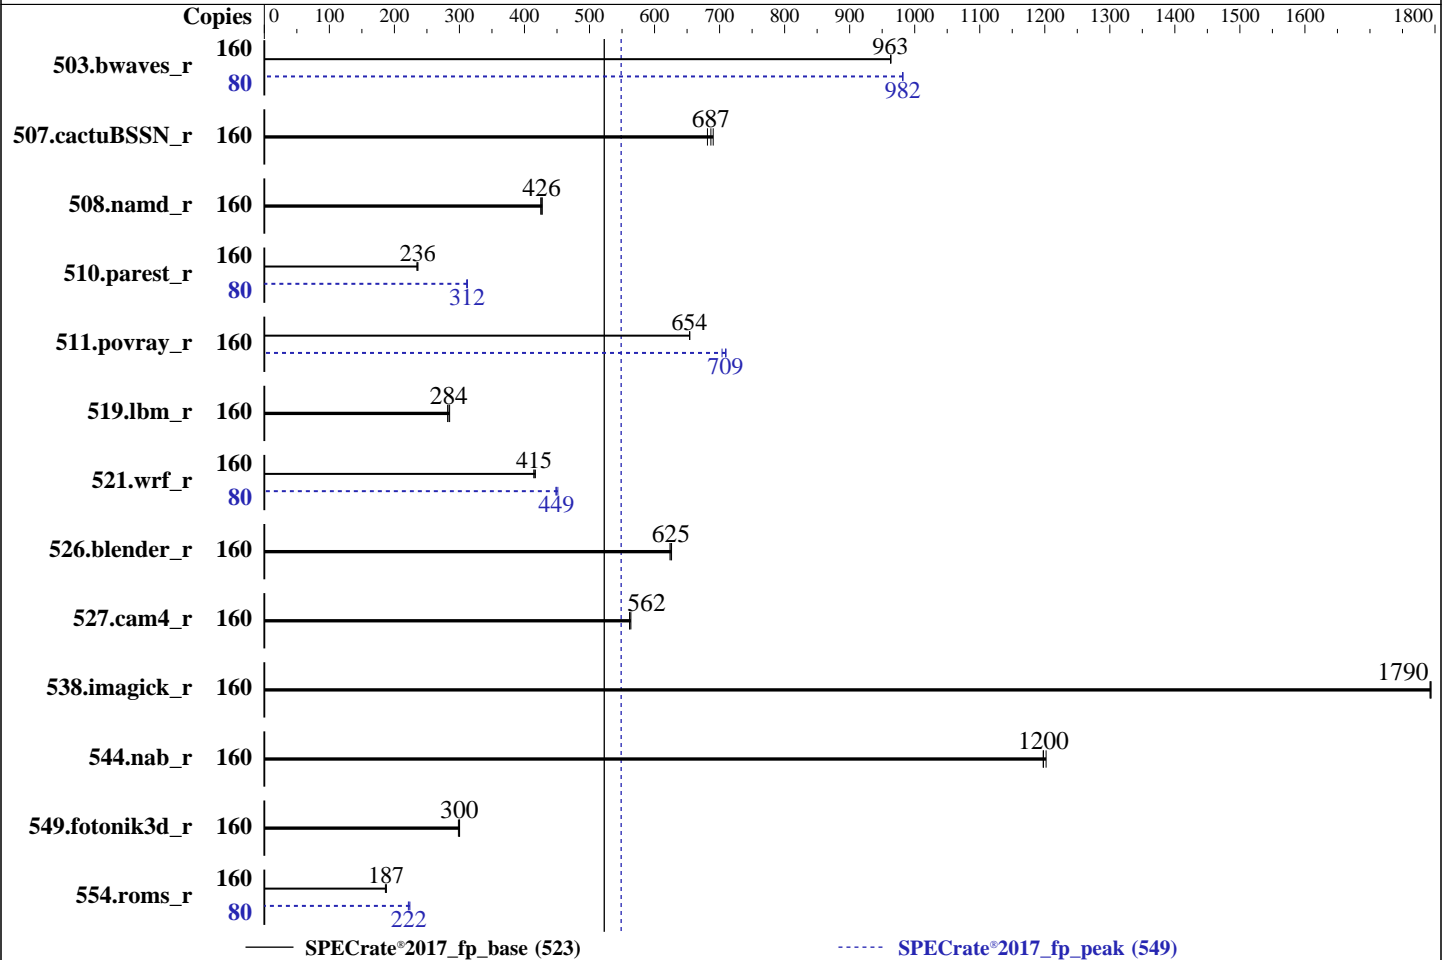 Copies 0 100 200 300 400 500 600 700 800 900 1000 1100 1200 1300 1400 1500 1600 1800
503.bwaves_r 160 963
80 982
507.cactuBSSN_r 160 687
508.namd_r 160 426
510.parest_r 160 236
80 312
511.povray_r 160 654
709
519.lbm_r 160 284
521.wrf_r 160 415
80 449
526.blender_r 160 625
527.cam4_r 160 562
538.imagick_r 160 1790
544.nab_r 160 1200
549.fotonik3d_r 160 300
554.roms_r 160 187
80 222
SPECrate®2017_fp_base (523) SPECrate®2017_fp_peak (549)